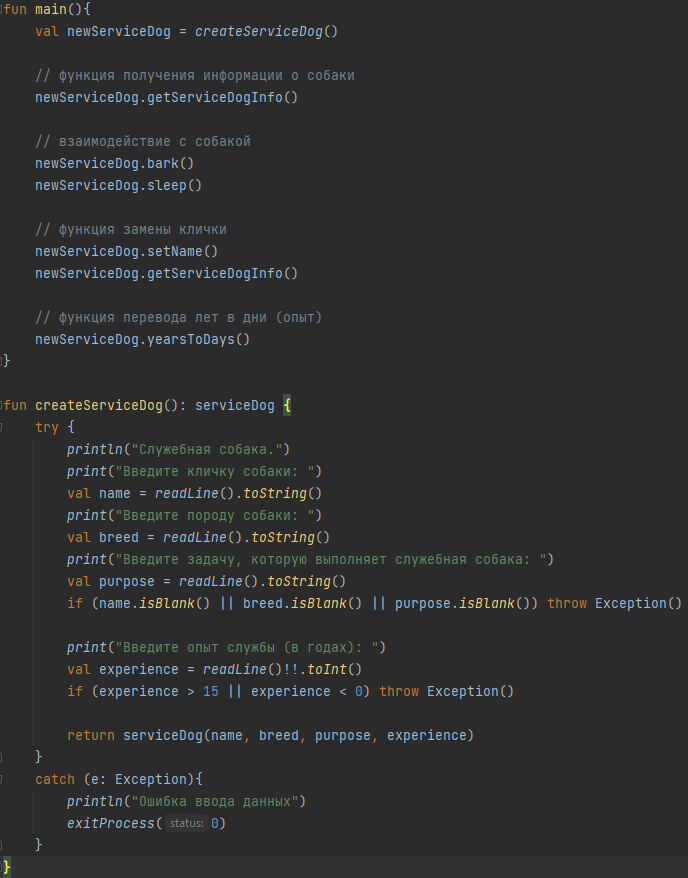 fun main(){
val newServiceDog = createServiceDog()
// функция получения информации о собаки
newServiceDog.getServiceDogInfo()
// взаимодействие с собакой
newServiceDog.bark()
newServiceDog.sleep()
// функция замены клички
newServiceDog.setName()
newServiceDog.getServiceDogInfo()
// функция перевода лет в дни (опыт)
newServiceDog.yearsToDays()
}
fun createServiceDog(): serviceDog {
try {
println("Служебная собака.")
print("Введите кличку собаки: ")
val name = readLine().toString()
print("Введите породу собаки: ")
val breed = readLine().toString()
print("Введите задачу, которую выполняет служебная собака: ")
val purpose = readLine().toString()
if (name.isBlank() || breed.isBlank() || purpose.isBlank()) throw Exception()
print("Введите опыт службы (в годах): ")
val experience = readLine()!!.toInt()
if (experience > 15 || experience < 0) throw Exception()
return serviceDog(name, breed, purpose, experience)
}
catch (e: Exception){
println("Ошибка ввода данных")
exitProcess( status: 0)
}
}